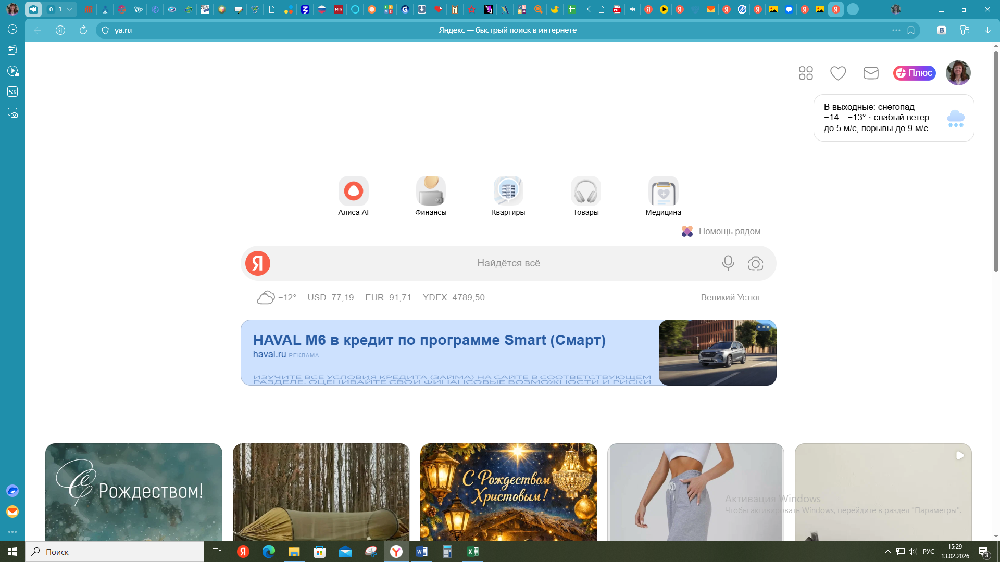 0 1
ya.ru
Яндекс — быстрый поиск в интернете
53
Плюс
В выходные: снегопад ·
−14…−13° · слабый ветер
до 5 м/с, порывы до 9 м/с
Алиса AI
Финансы
Квартиры
Товары
Медицина
Помощь рядом
Я
Найдётся всё
−12° USD 77,19 EUR 91,71 YDEX 4789,50
Великий Устюг
HAVAL M6 в кредит по программе Smart (Смарт)
haval.ru РЕКЛАМА
ИЗУЧИТЕ ВСЕ УСЛОВИЯ КРЕДИТА (ЗАЙМА) НА САЙТЕ В СООТВЕТСТВУЮЩЕМ
РАЗДЕЛЕ. ОЦЕНИВАЙТЕ СВОИ ФИНАНСОВЫЕ ВОЗМОЖНОСТИ И РИСКИ
С Рождеством!
С Рождеством
Христовым!
Активация Windows
Чтобы активировать Windows, перейдите в раздел "Параметры".
Поиск
РУС
15:29
13.02.2026
3